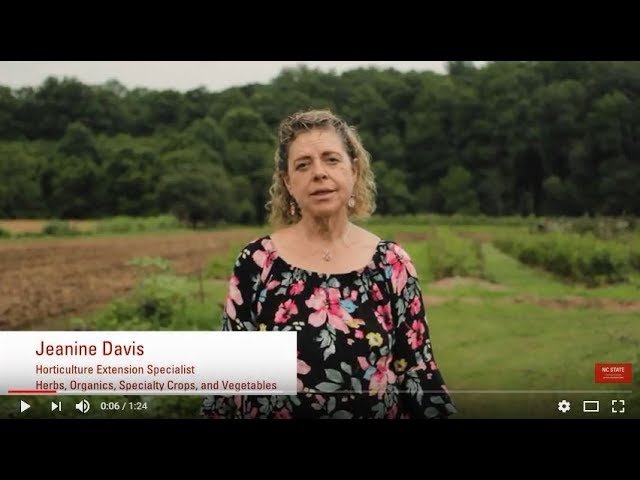 Jeanine Davis
Horticulture Extension Specialist
Herbs, Organics, Specialty Crops, and Vegetables
NC STATE
0:06 / 1:24